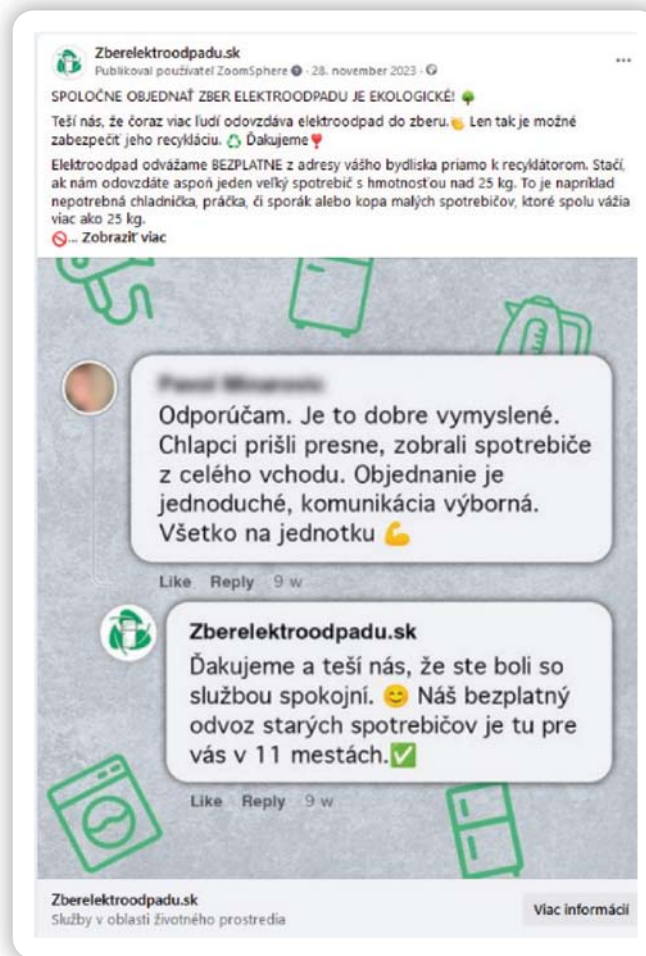 Zberelektroodpadu.sk
Publikoval používateľ ZoomSphere · 28. november 2023 ·
SPOLOČNE OBJEDNAŤ ZBER ELEKTROODPADU JE EKOLOGICKÉ! 🌳
Teší nás, že čoraz viac ľudí odovzdáva elektroodpad do zberu.👏 Len tak je možné
zabezpečiť jeho recykláciu. ♻ Ďakujeme❣
Elektroodpad odvážame BEZPLATNE z adresy vášho bydliska priamo k recyklátorom. Stačí,
ak nám odovzdáte aspoň jeden veľký spotrebič s hmotnosťou nad 25 kg. To je napríklad
nepotrebná chladnička, práčka, či sporák alebo kopa malých spotrebičov, ktoré spolu vážia
viac ako 25 kg.
🚫... Zobraziť viac
Odporúčam. Je to dobre vymyslené.
Chlapci prišli presne, zobrali spotrebiče
z celého vchodu. Objednanie je
jednoduché, komunikácia výborná.
Všetko na jednotku 💪
Like Reply 9 w
Zberelektroodpadu.sk
Ďakujeme a teší nás, že ste boli so
službou spokojní. 😊 Náš bezplatný
odvoz starých spotrebičov je tu pre
vás v 11 mestách.✅
Like Reply 9 w
Zberelektroodpadu.sk
Služby v oblasti životného prostredia
Viac informácií